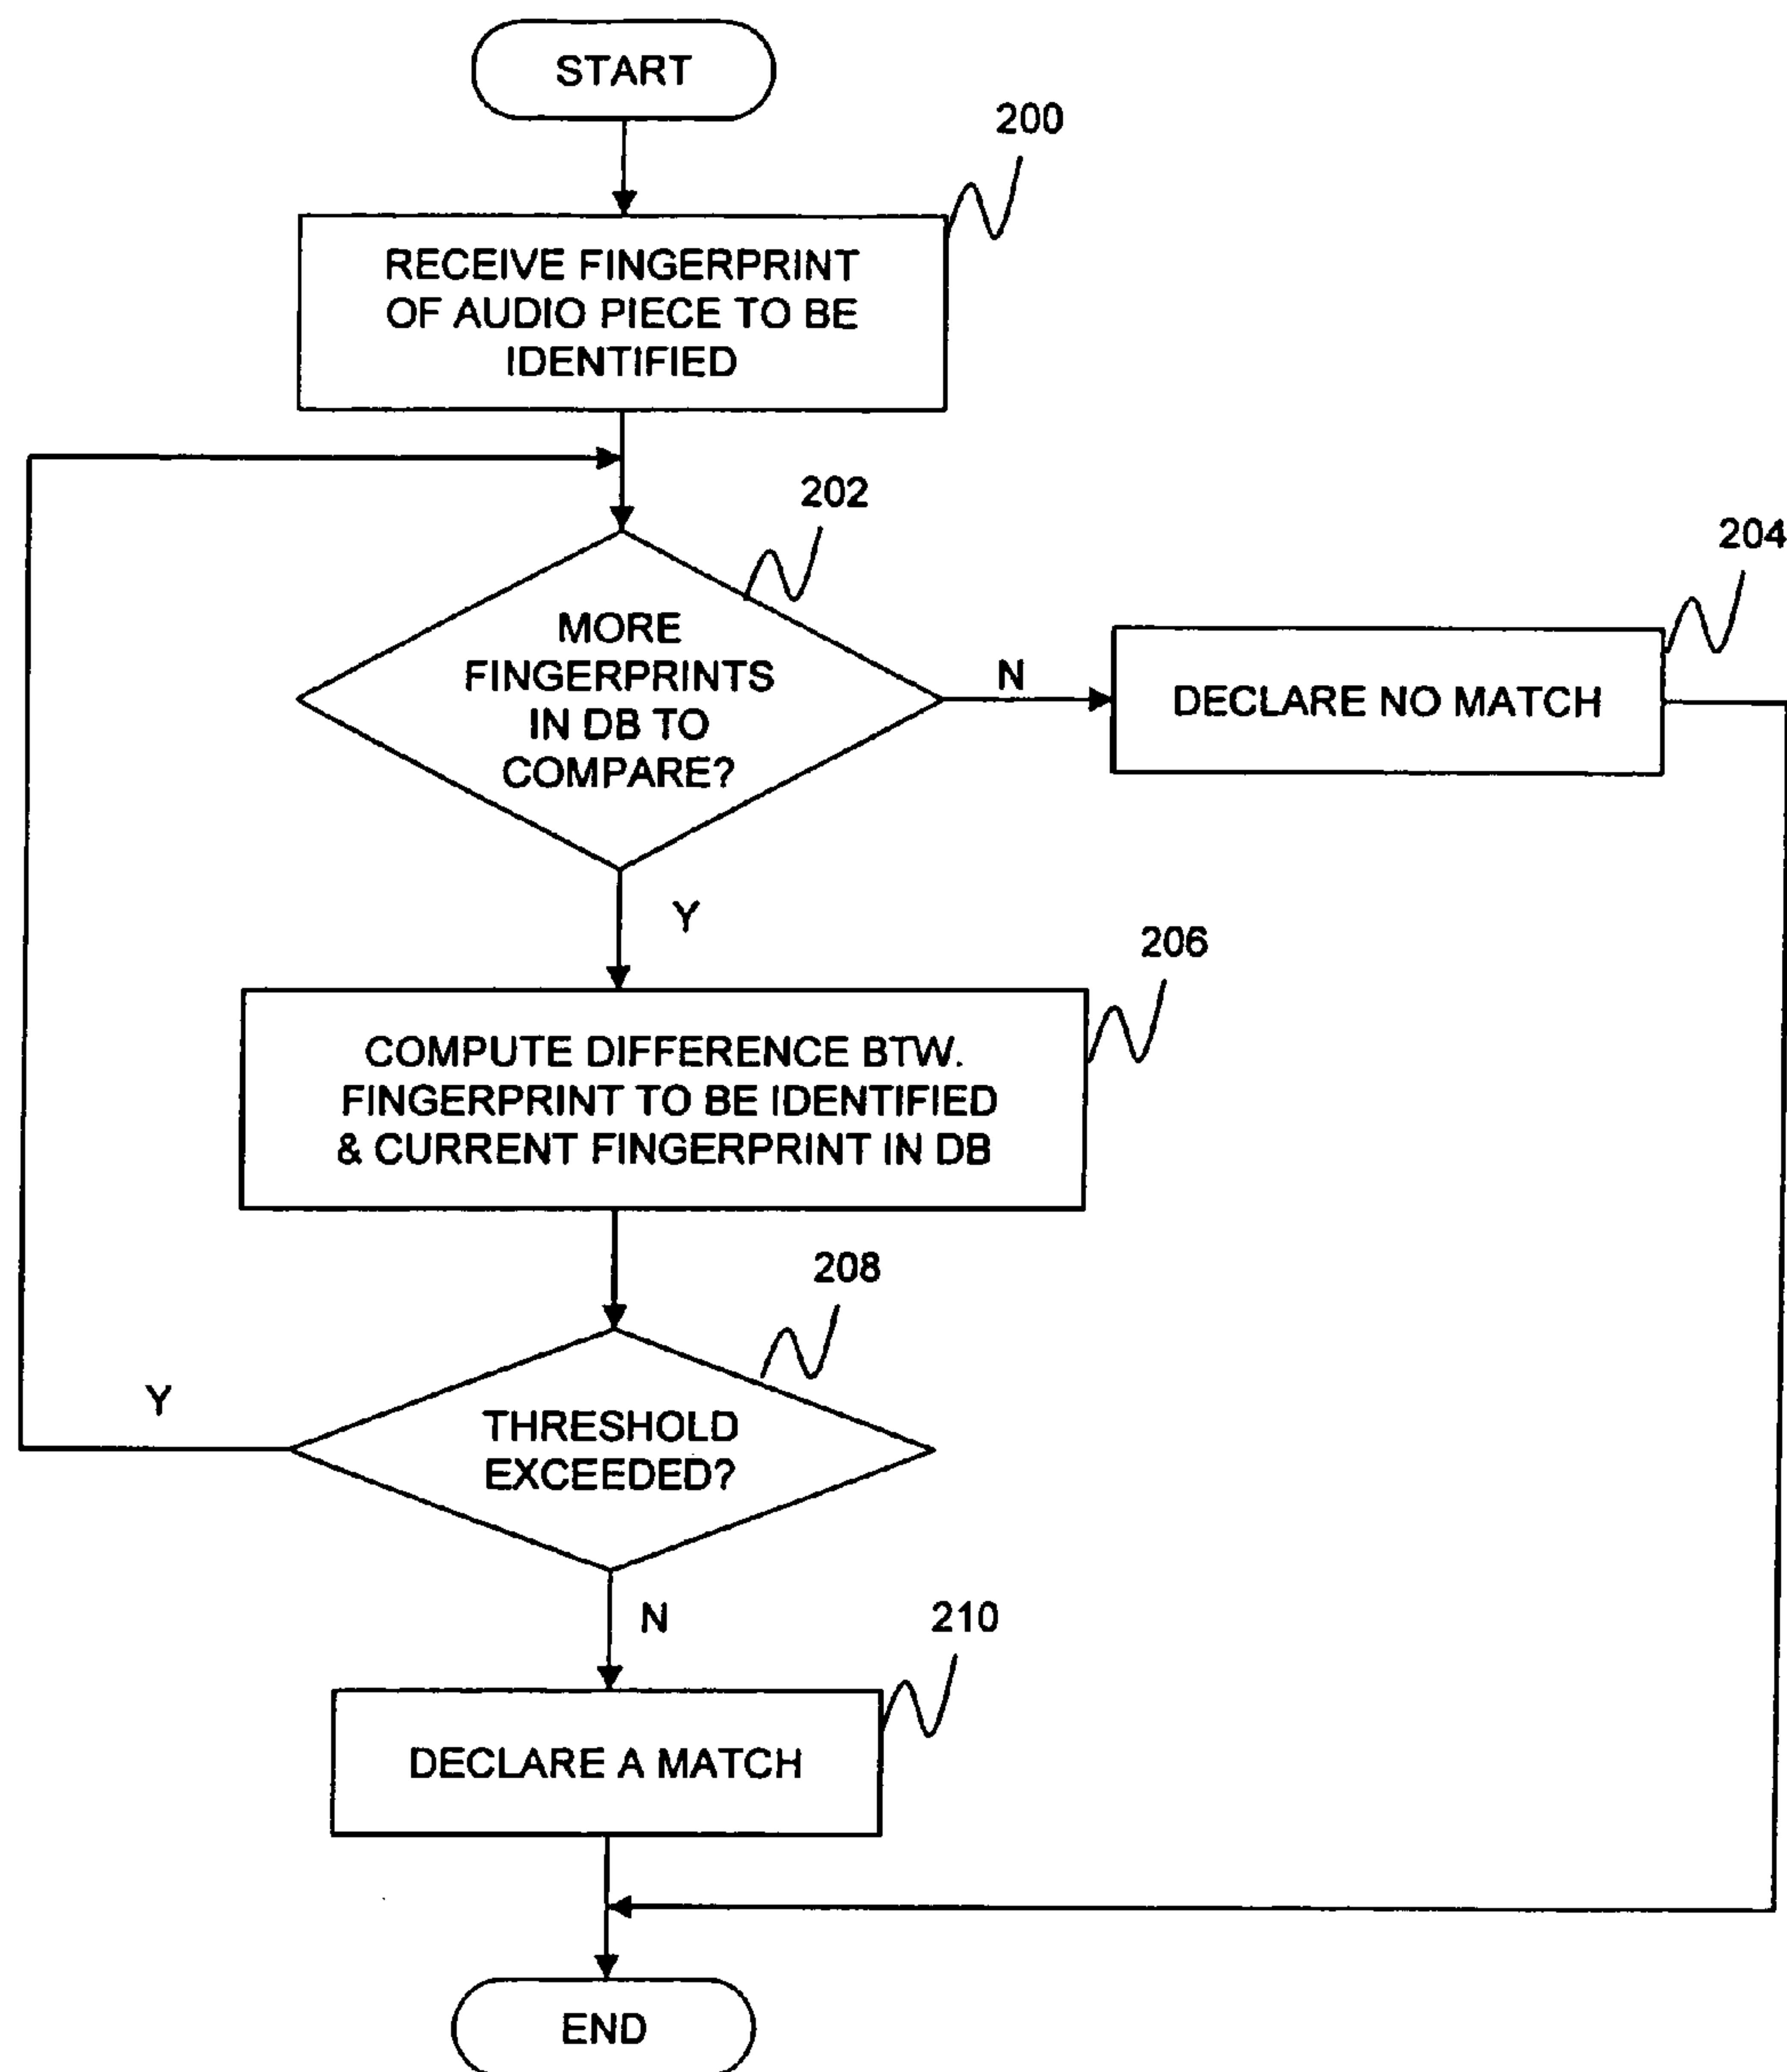 START
200
RECEIVE FINGERPRINT
OF AUDIO PIECE TO BE
IDENTIFIED
202
MORE
FINGERPRINTS
IN DB TO
COMPARE?
N
204
DECLARE NO MATCH
Y
206
COMPUTE DIFFERENCE BTW.
FINGERPRINT TO BE IDENTIFIED
& CURRENT FINGERPRINT IN DB
208
Y
THRESHOLD
EXCEEDED?
N
210
DECLARE A MATCH
END